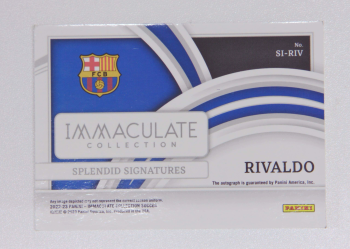 No.
SI-RIV
FCB
IMMACULATE
COLLECTION
SPLENDID SIGNATURES
RIVALDO
The autograph is guaranteed by Panini America, Inc.
PANINI